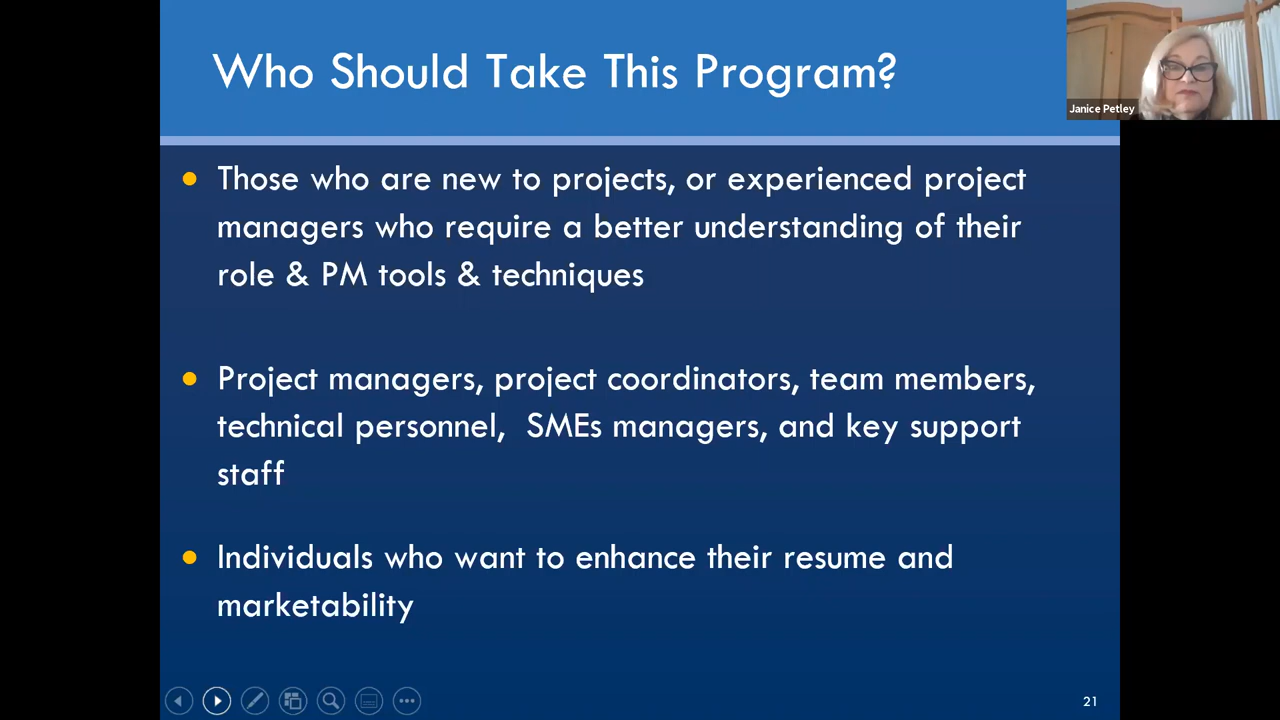 Who Should Take This Program?
Janice Petley
Those who are new to projects, or experienced project
managers who require a better understanding of their
role & PM tools & techniques
Project managers, project coordinators, team members,
technical personnel,  SMEs managers, and key support
staff
Individuals who want to enhance their resume and
marketability
21